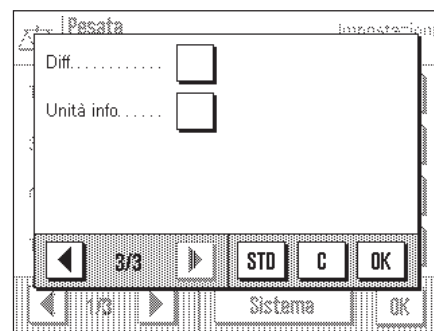 Pesata
Impostazioni
Diff............
Unità info......
3/3 STD C OK
1/3 Sistema OK